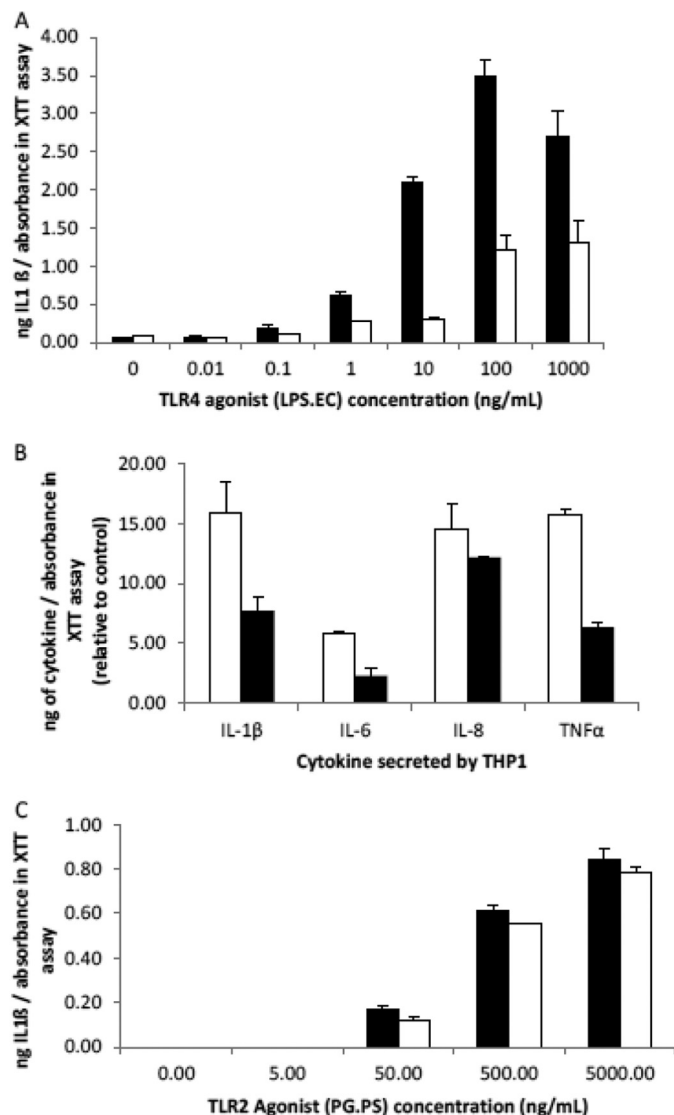 A
ng IL1 ß / absorbance in XTT assay
4.00
3.50
3.00
2.50
2.00
1.50
1.00
0.50
0.00
0 0.01 0.1 1 10 100 1000
TLR4 agonist (LPS.EC) concentration (ng/mL)
B
ng of cytokine / absorbance in
XTT assay
(relative to control)
20.00
15.00
10.00
5.00
0.00
IL-1β IL-6 IL-8 TNFα
Cytokine secreted by THP1
C
ng IL1ß / absorbance in XTT
assay
1.00
0.80
0.60
0.40
0.20
0.00
0.00 5.00 50.00 500.00 5000.00
TLR2 Agonist (PG.PS) concentration (ng/mL)